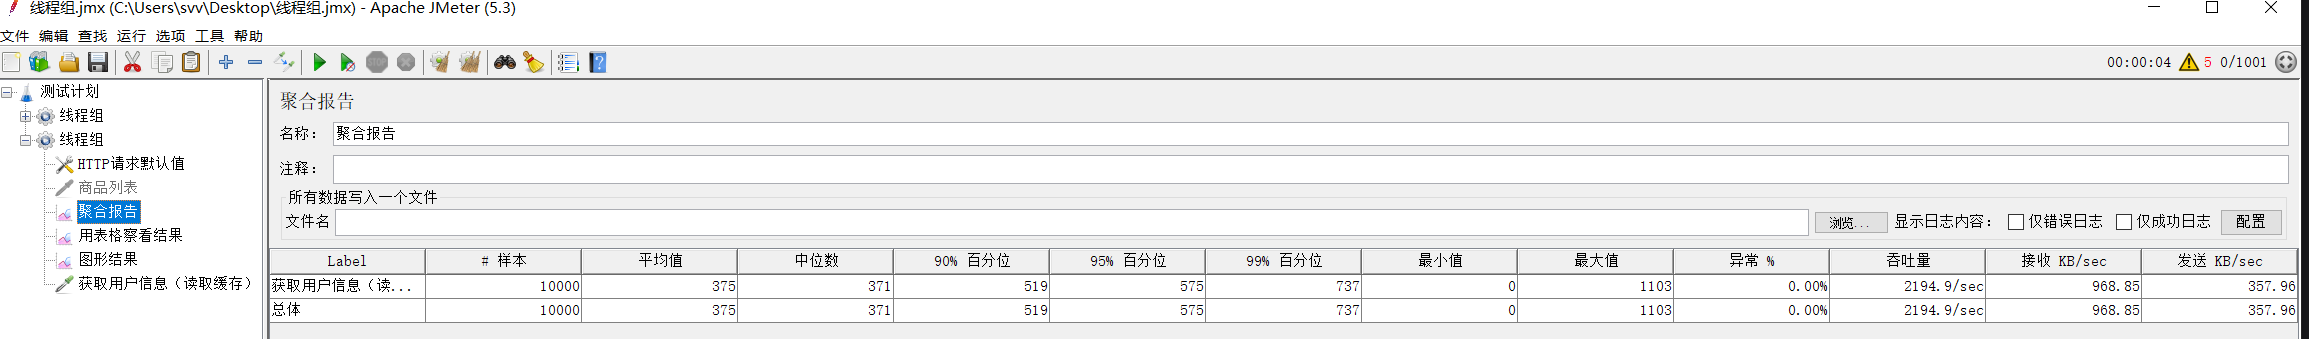 线程组.jmx (C:\Users\svv\Desktop\线程组.jmx) - Apache JMeter (5.3)
文件 编辑 查找 运行 选项 工具 帮助
STOP 00:00:04 5 0/1001
测试计划
线程组
线程组
HTTP请求默认值
商品列表
聚合报告
用表格察看结果
图形结果
获取用户信息（读取缓存）
聚合报告
名称： 聚合报告
注释：
所有数据写入一个文件
文件名 浏览... 显示日志内容： 仅错误日志 仅成功日志 配置
Label # 样本 平均值 中位数 90% 百分位 95% 百分位 99% 百分位 最小值 最大值 异常 % 吞吐量 接收 KB/sec 发送 KB/sec
获取用户信息（读... 10000 375 371 519 575 737 0 1103 0.00% 2194.9/sec 968.85 357.96
总体 10000 375 371 519 575 737 0 1103 0.00% 2194.9/sec 968.85 357.96